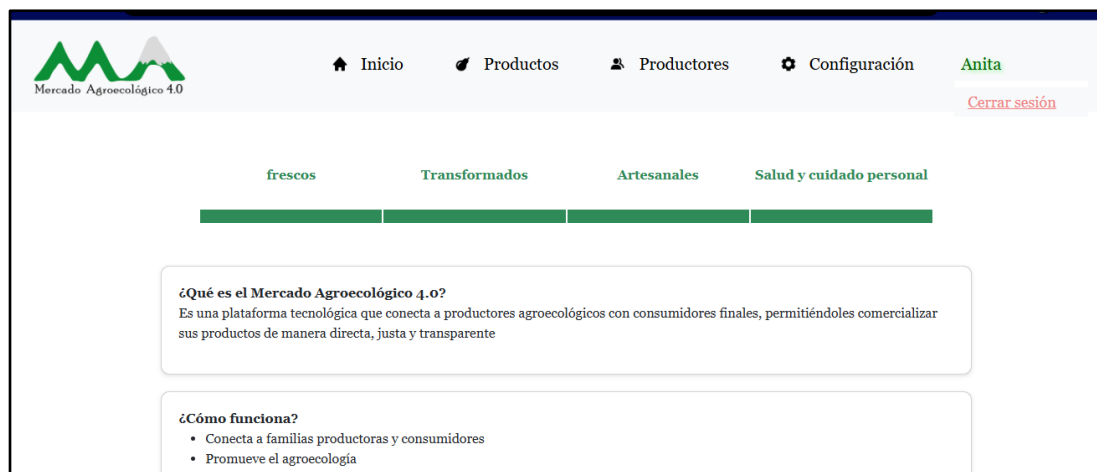 Mercado Agroecológico 4.0
Inicio Productos Productores Configuración Anita
Cerrar sesión
frescos Transformados Artesanales Salud y cuidado personal
¿Qué es el Mercado Agroecológico 4.0?
Es una plataforma tecnológica que conecta a productores agroecológicos con consumidores finales, permitiéndoles comercializar
sus productos de manera directa, justa y transparente
¿Cómo funciona?
• Conecta a familias productoras y consumidores
• Promueve el agroecología